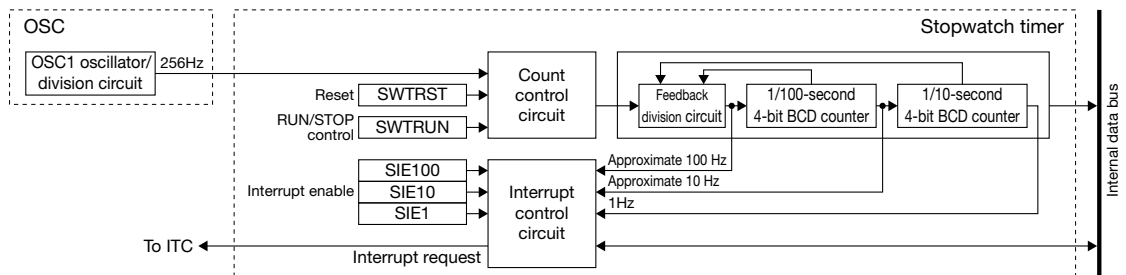 OSC
Stopwatch timer
OSC1 oscillator/
division circuit
256Hz
Reset
SWTRST
RUN/STOP
control
SWTRUN
Count
control
circuit
Feedback
division circuit
1/100-second
4-bit BCD counter
1/10-second
4-bit BCD counter
Internal data bus
Interrupt enable
SIE100
SIE10
SIE1
Interrupt
control
circuit
Approximate 100 Hz
Approximate 10 Hz
1Hz
To ITC
Interrupt request